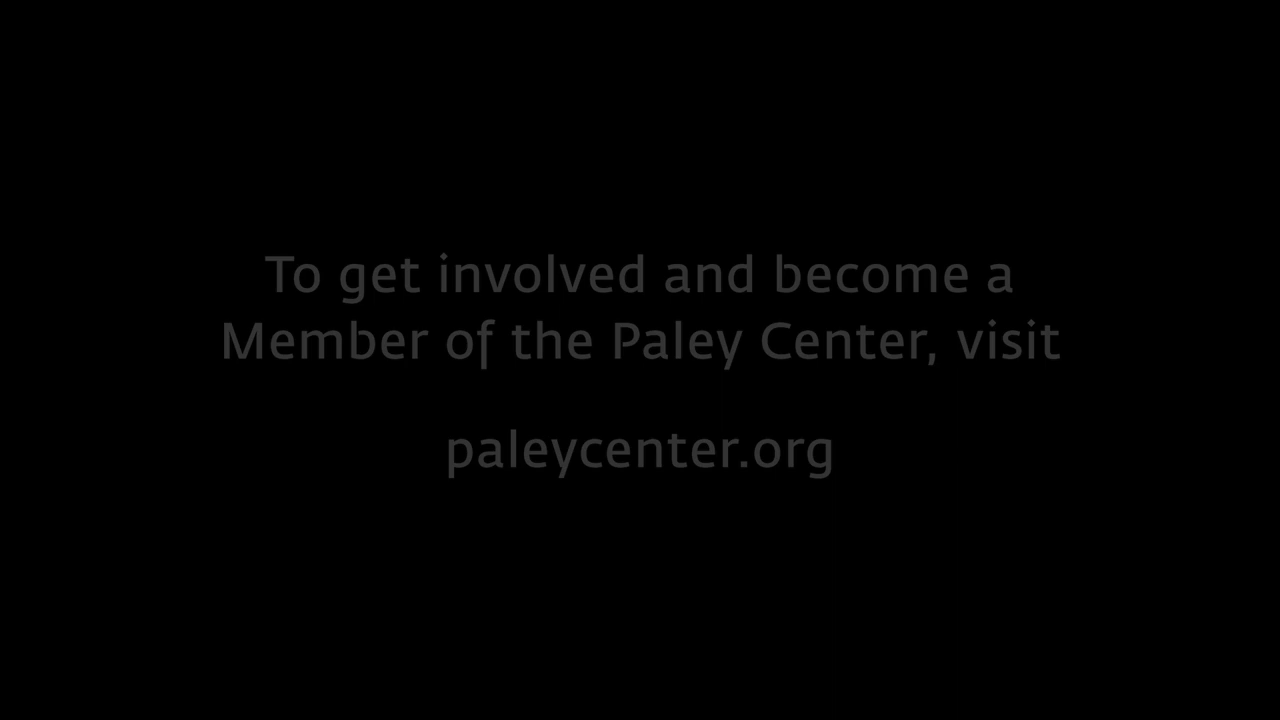 To get involved and become a
Member of the Paley Center, visit
paleycenter.org